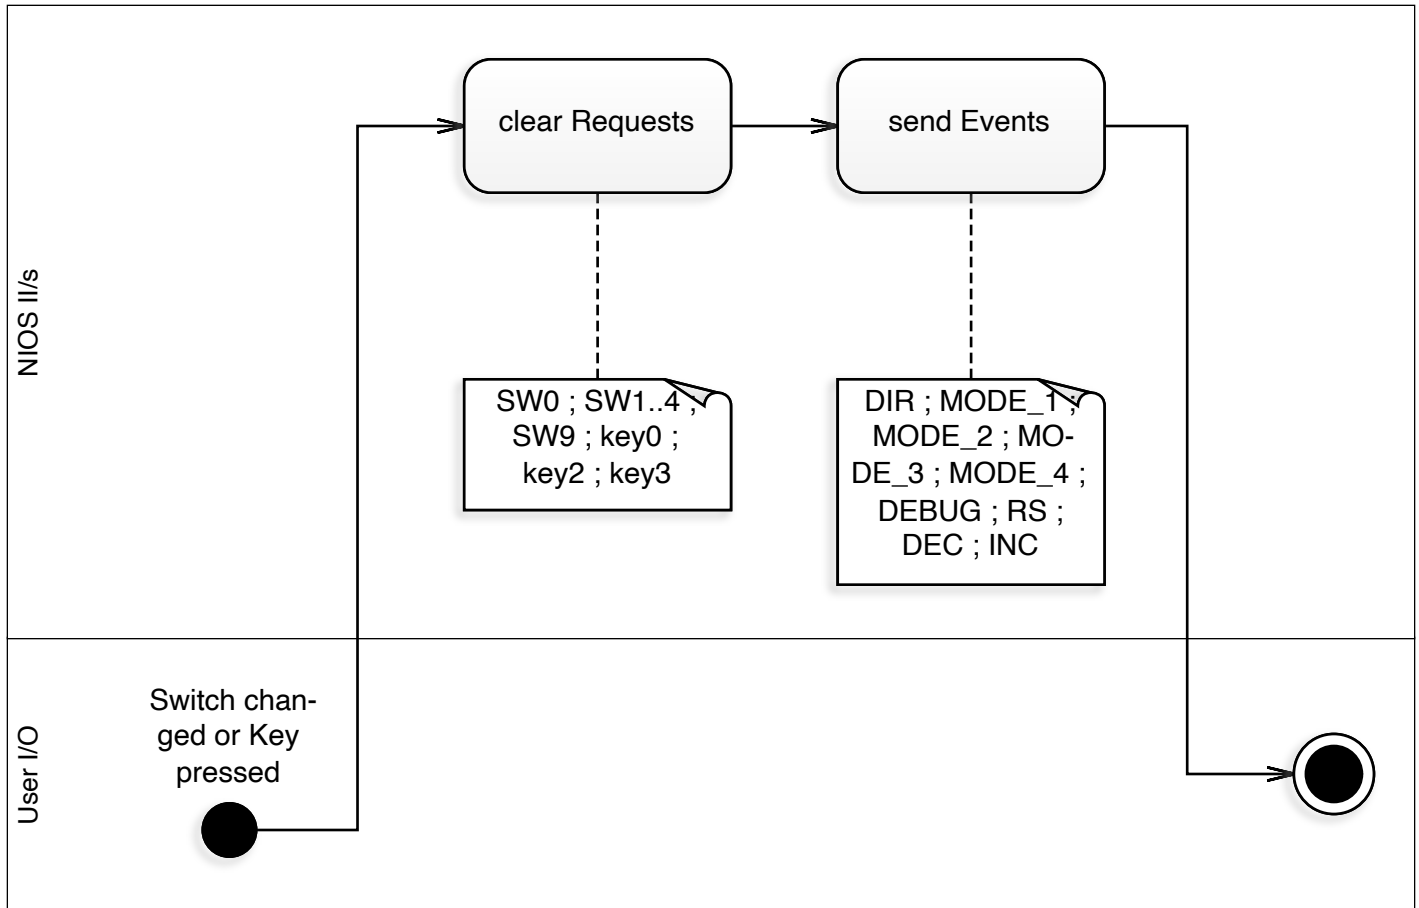 NIOS II/s
clear Requests
send Events
SW0 ; SW1..4 ;
SW9 ; key0 ;
key2 ; key3
DIR ; MODE_1 ;
MODE_2 ; MO-
DE_3 ; MODE_4 ;
DEBUG ; RS ;
DEC ; INC
User I/O
Switch chan-
ged or Key
pressed